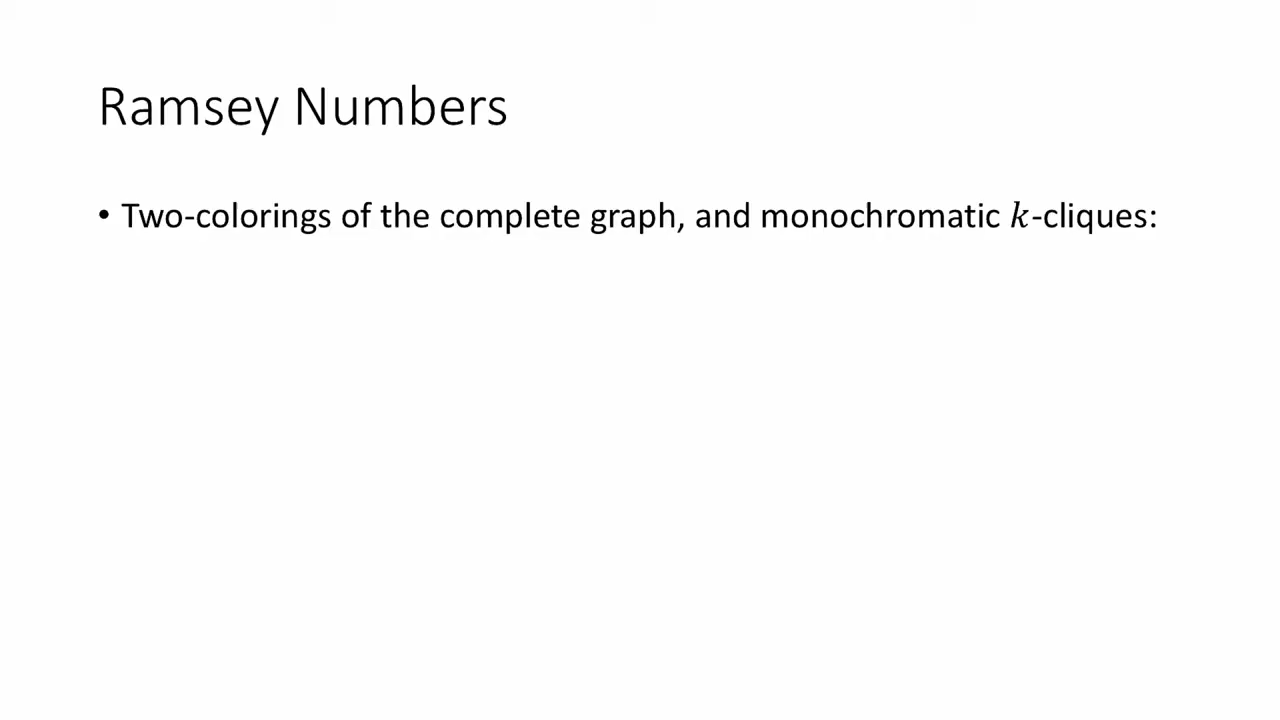 Ramsey Numbers
• Two-colorings of the complete graph, and monochromatic k-cliques: